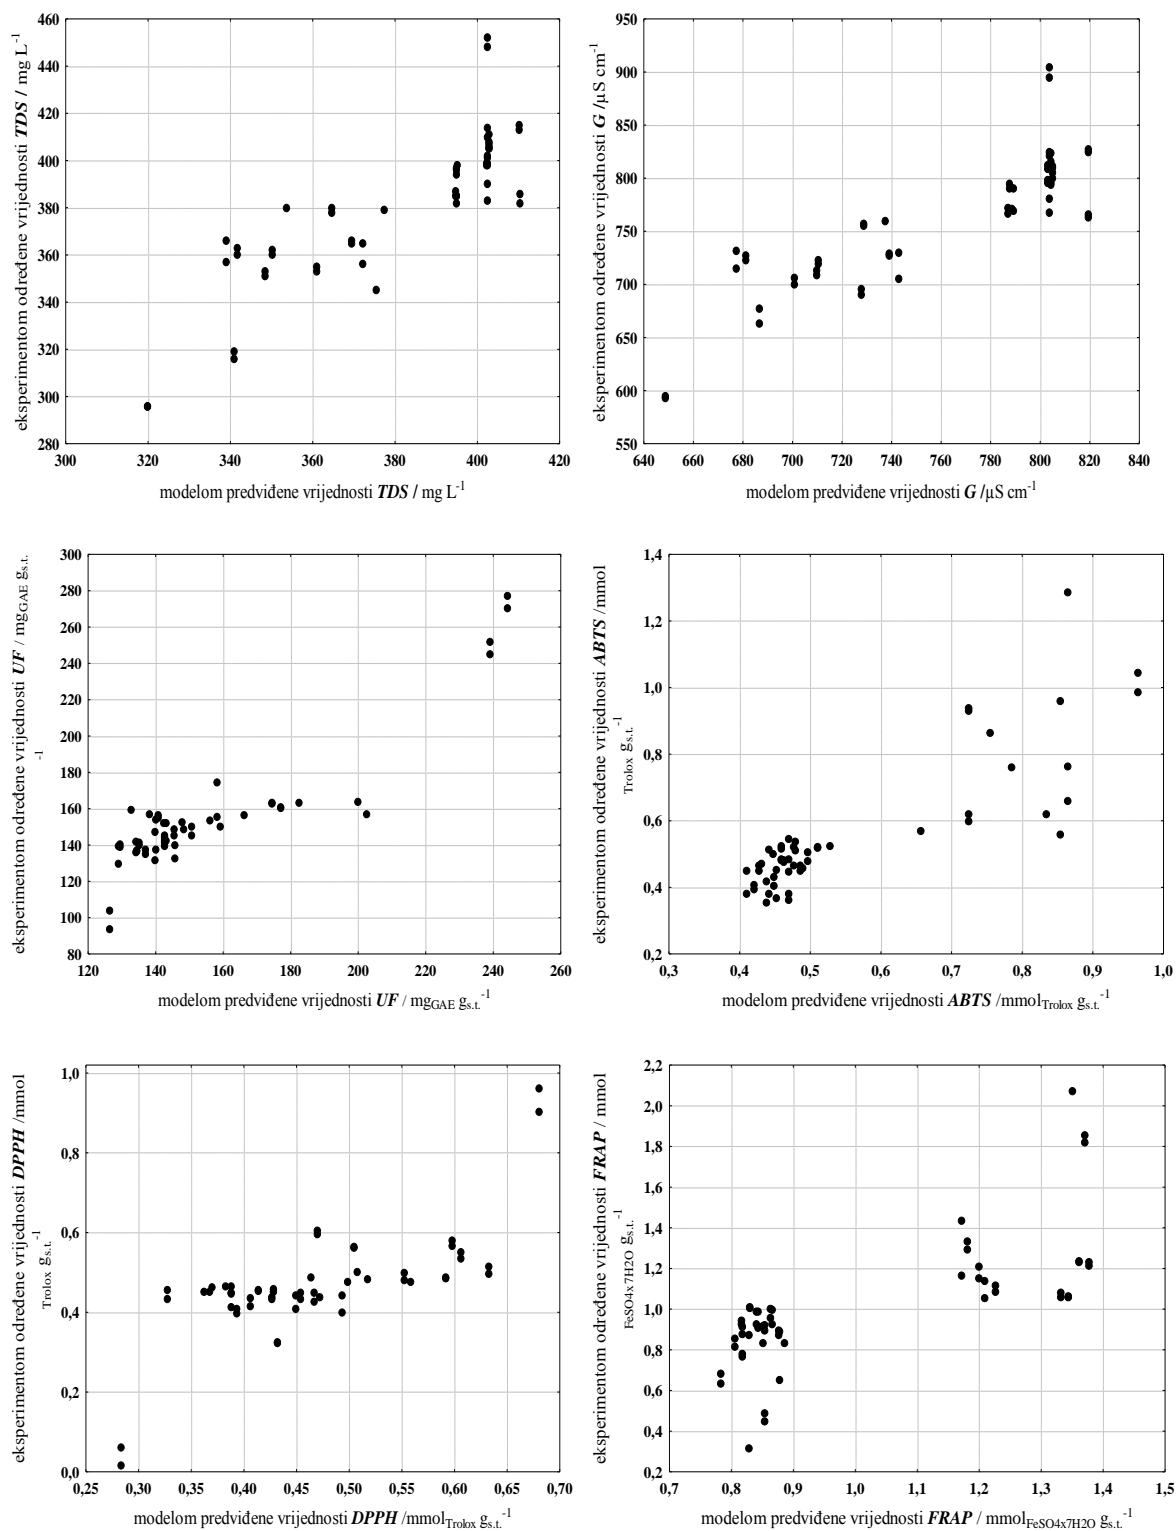 460
440
420
400
380
360
340
320
300
280
300 320 340 360 380 400 420
eksperimentom određene vrijednosti TDS / mg L-1
modelom predviđene vrijednosti TDS / mg L-1
950
900
850
800
750
700
650
600
550
640 660 680 700 720 740 760 780 800 820 840
eksperimentom određene vrijednosti G /µS cm-1
modelom predviđene vrijednosti G /µS cm-1
300
280
260
240
220
200
180
160
140
120
100
80
120 140 160 180 200 220 240 260
eksperimentom određene vrijednosti UF / mgGAE gs.t.
-1
modelom predviđene vrijednosti UF / mgGAE gs.t.-1
1,4
1,2
1,0
0,8
0,6
0,4
0,2
0,3 0,4 0,5 0,6 0,7 0,8 0,9 1,0
eksperimentom određene vrijednosti ABTS /mmol
Trolox gs.t.-1
modelom predviđene vrijednosti ABTS /mmolTrolox gs.t.-1
1,0
0,8
0,6
0,4
0,2
0,0
0,25 0,30 0,35 0,40 0,45 0,50 0,55 0,60 0,65 0,70
eksperimentom određene vrijednosti DPPH /mmol
Trolox gs.t.-1
modelom predviđene vrijednosti DPPH /mmolTrolox gs.t.-1
2,2
2,0
1,8
1,6
1,4
1,2
1,0
0,8
0,6
0,4
0,2
0,7 0,8 0,9 1,0 1,1 1,2 1,3 1,4 1,5
eksperimentom određene vrijednosti FRAP / mmol
FeSO4x 7H2O gs.t.-1
modelom predviđene vrijednosti FRAP / mmolFeSO4x7H2O gs.t.-1